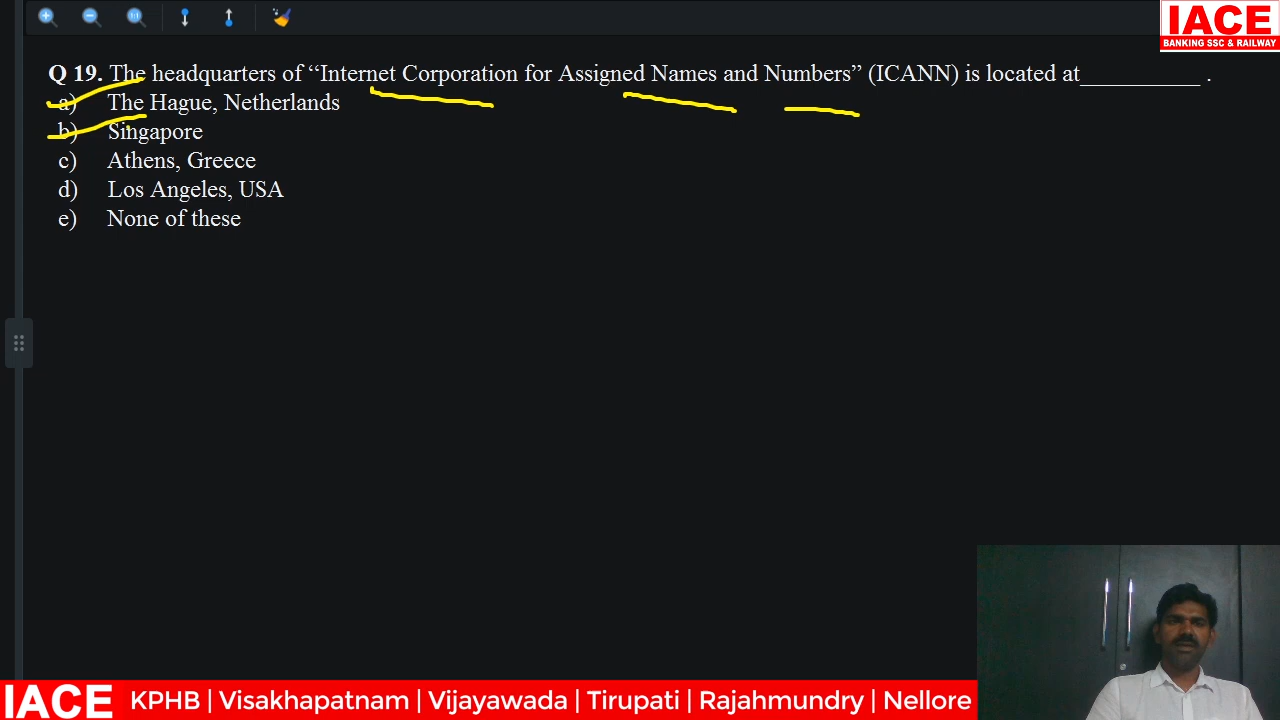 IACE
BANKING SSC & RAILWAY
Q 19. The headquarters of “Internet Corporation for Assigned Names and Numbers” (ICANN) is located at__________ .
a) The Hague, Netherlands
b) Singapore
c) Athens, Greece
d) Los Angeles, USA
e) None of these
IACE KPHB | Visakhapatnam | Vijayawada | Tirupati | Rajahmundry | Nellore